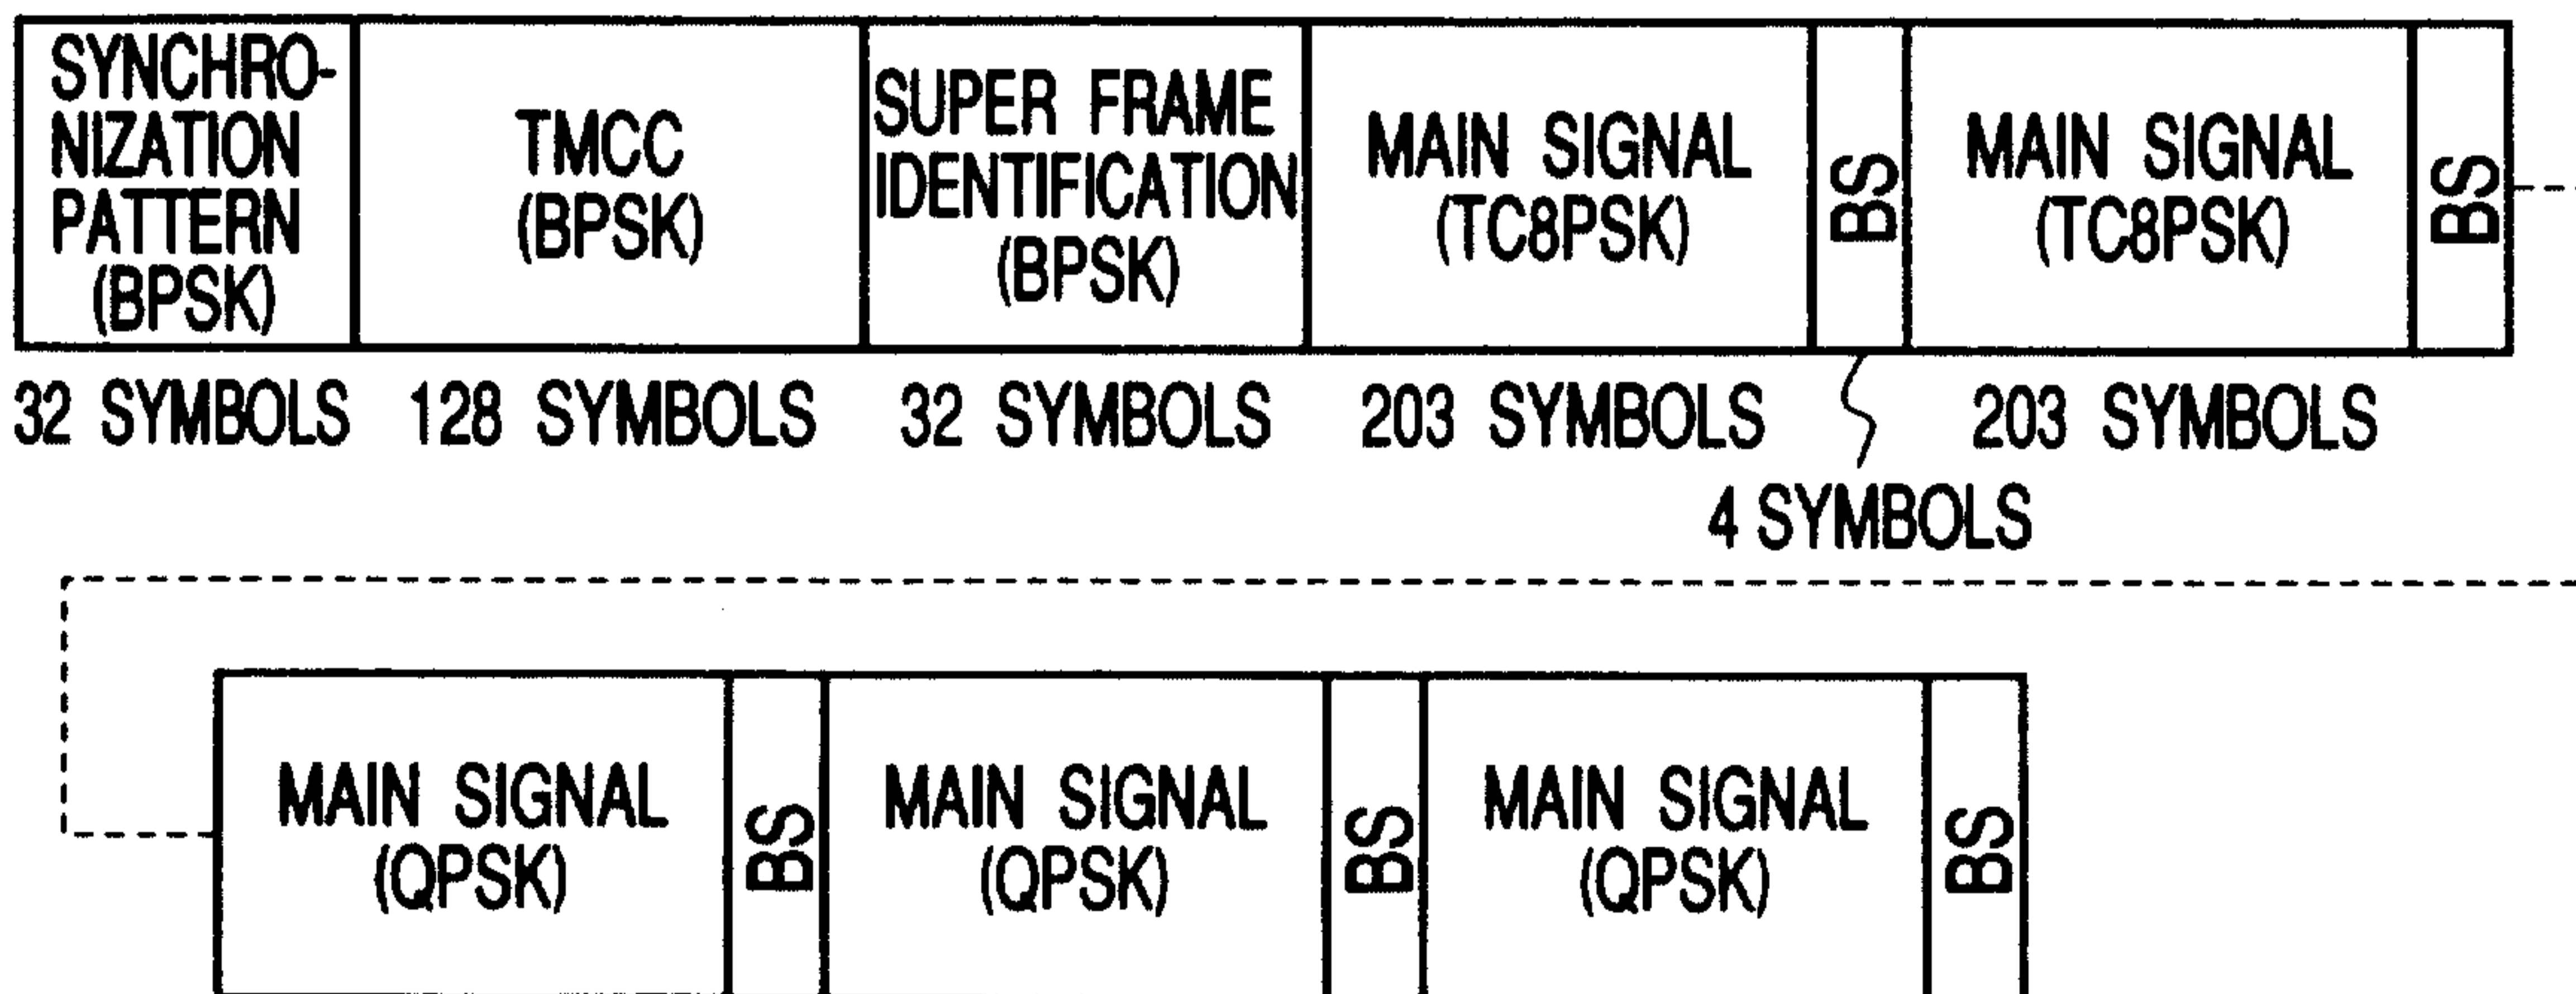 SYNCHRO-
NIZATION
PATTERN
(BPSK)
TMCC
(BPSK)
SUPER FRAME
IDENTIFICATION
(BPSK)
MAIN SIGNAL
(TC8PSK)
BS
MAIN SIGNAL
(TC8PSK)
BS
32 SYMBOLS
128 SYMBOLS
32 SYMBOLS
203 SYMBOLS
4 SYMBOLS
203 SYMBOLS
MAIN SIGNAL
(QPSK)
BS
MAIN SIGNAL
(QPSK)
BS
MAIN SIGNAL
(QPSK)
BS